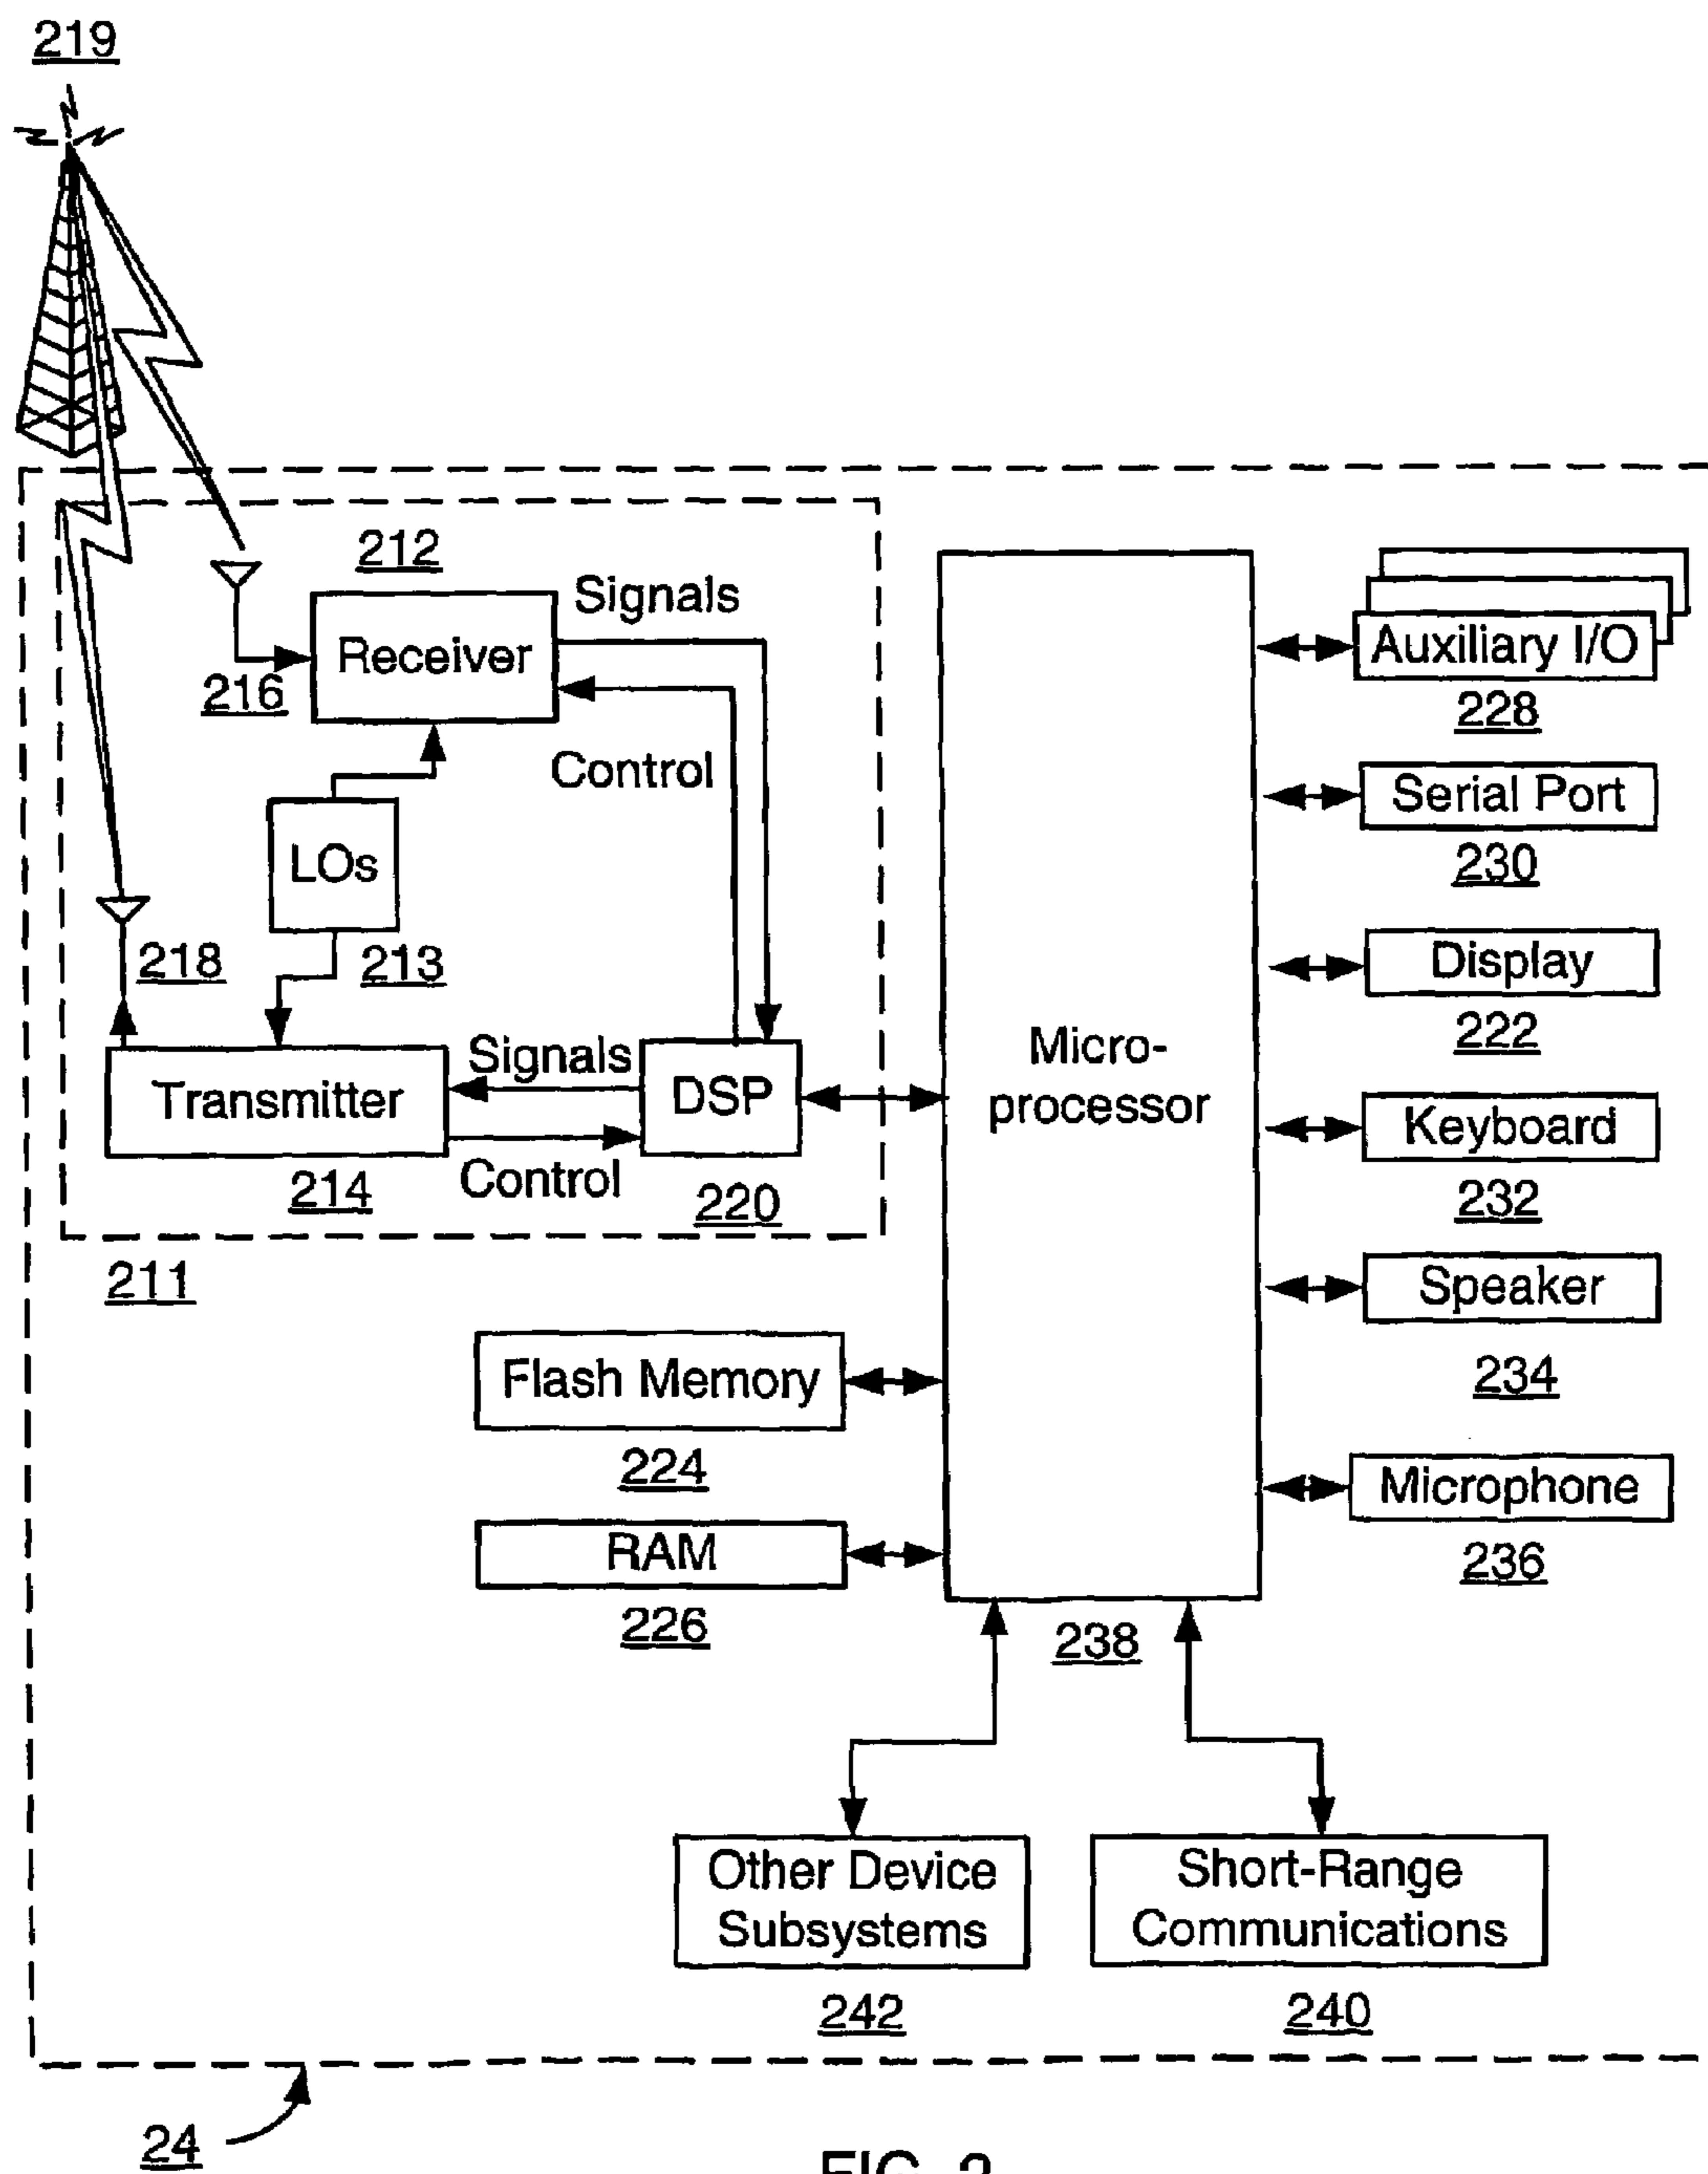 219
212
Signals
Receiver
216
Control
LOs
218
213
Signals
Transmitter
DSP
Control
214
220
211
Micro-
processor
Auxiliary I/O
228
Serial Port
230
Display
222
Keyboard
232
Speaker
234
Microphone
236
Flash Memory
224
RAM
226
238
Other Device
Subsystems
242
Short-Range
Communications
240
24
FIG. 2